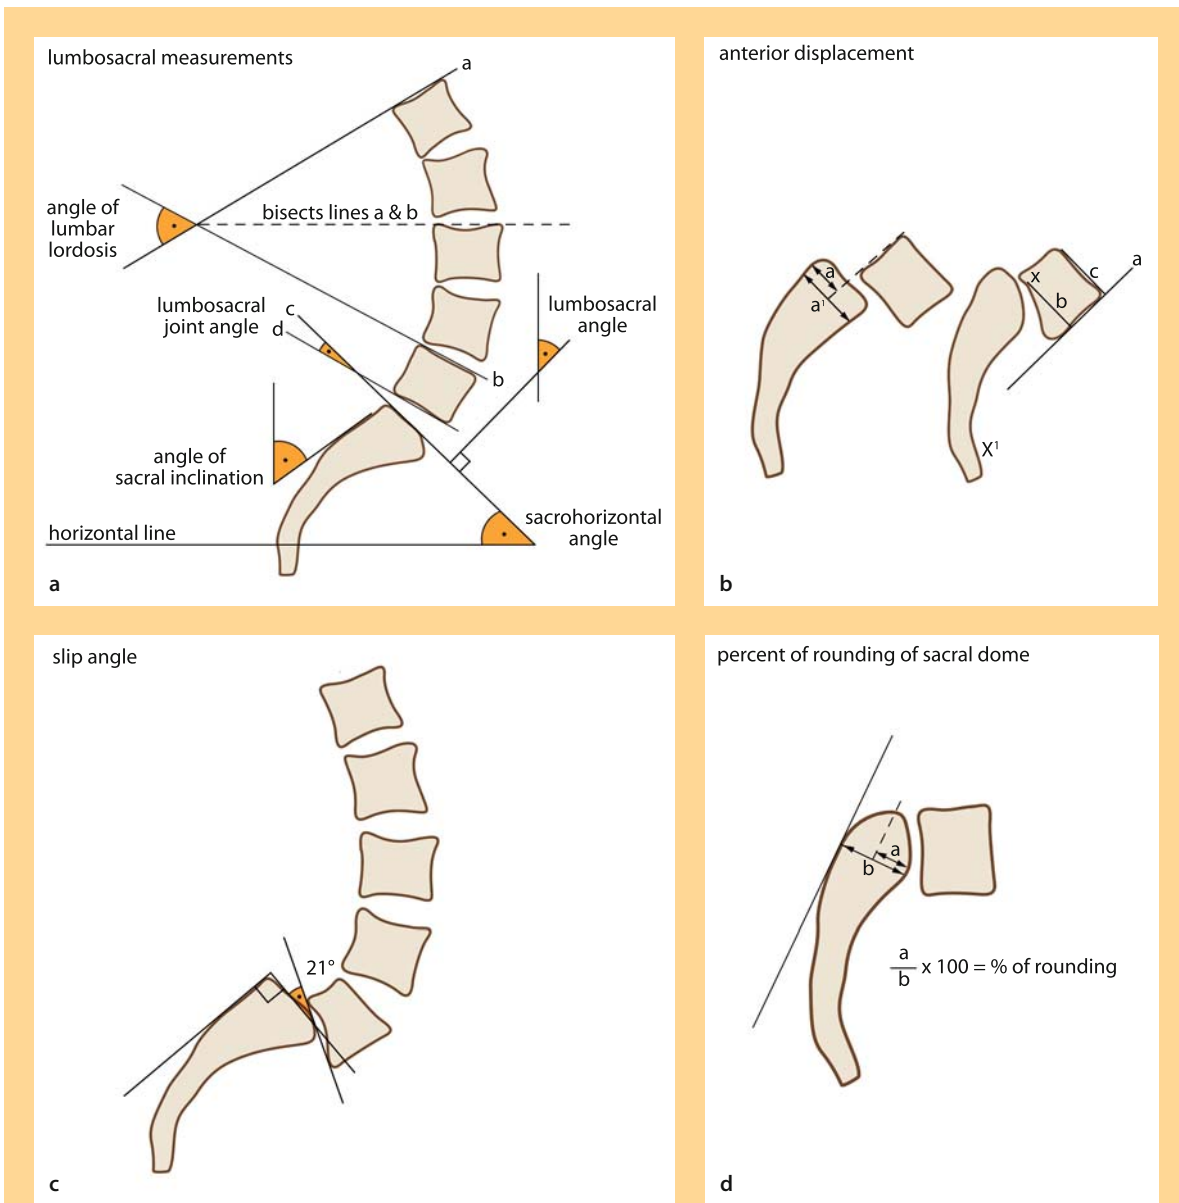 lumbosacral measurements
a
angle of
lumbar
lordosis
bisects lines a & b
lumbosacral
joint angle
c
d
lumbosacral
angle
b
angle of
sacral inclination
horizontal line
sacrohorizontal
angle
a
anterior displacement
a
a¹
x
c
a
b
X¹
b
slip angle
21°
c
percent of rounding of sacral dome
a
b
a
b
x 100 = % of rounding
d